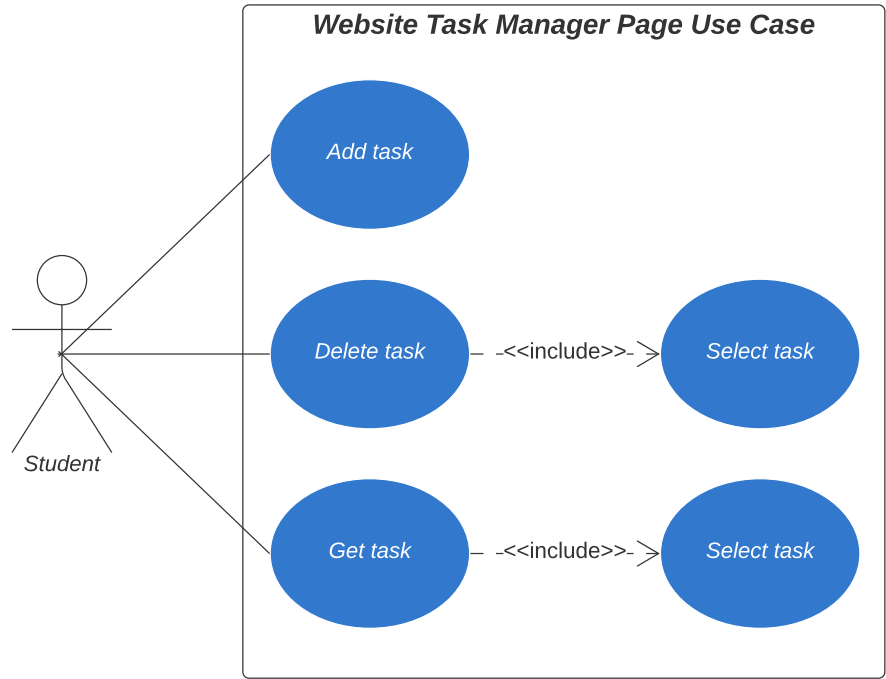 Website Task Manager Page Use Case
Add task
Delete task
<<include>>
Select task
Student
Get task
<<include>>
Select task